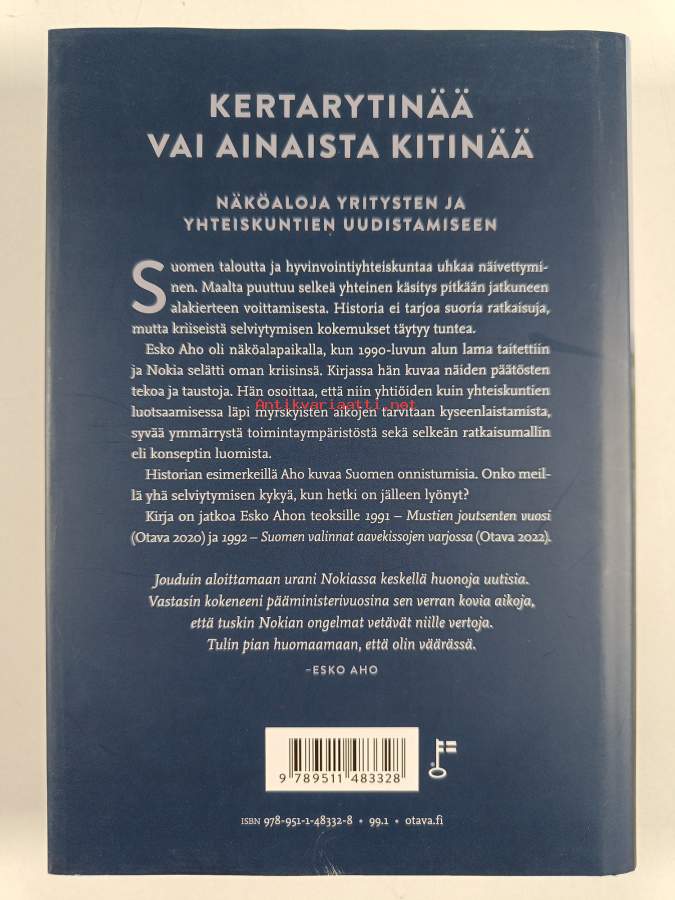 KERTARYTINÄÄ
VAI AINAISTA KITINÄÄ
NÄKÖALOJA YRITYSTEN JA
YHTEISKUNTIEN UUDISTAMISEEN
Suomen taloutta ja hyvinvointiyhteiskuntaa uhkaa näivettymi-
nen. Maalta puuttuu selkeä yhteinen käsitys pitkään jatkuneen
alakierteen voittamisesta. Historia ei tarjoa suoria ratkaisuja,
mutta kriiseistä selviytymisen kokemukset täytyy tuntea.
Esko Aho oli näköalapaikalla, kun 1990-luvun alun lama taitettiin
ja Nokia selätti oman kriisinsä. Kirjassa hän kuvaa näiden päätösten
tekoa ja taustoja. Hän osoittaa, että niin yhtiöiden kuin yhteiskuntien
Antikvariaatti.net
luotsaamisessa läpi myrskyisten aikojen tarvitaan kyseenlaistamista,
syvää ymmärrystä toimintaympäristöstä sekä selkeän ratkaisumallin
eli konseptin luomista.
Historian esimerkeillä Aho kuvaa Suomen onnistumisia. Onko meil-
lä yhä selviytymisen kykyä, kun hetki on jälleen lyönyt?
Kirja on jatkoa Esko Ahon teoksille 1991 – Mustien joutsenten vuosi
(Otava 2020) ja 1992 – Suomen valinnat aavekissojen varjossa (Otava 2022).
Jouduin aloittamaan urani Nokiassa keskellä huonoja uutisia.
Vastasin kokeneeni pääministerivuosina sen verran kovia aikoja,
että tuskin Nokian ongelmat vetävät niille vertoja.
Tulin pian huomaamaan, että olin väärässä.
–ESKO AHO
9 789511 483328
ISBN 978-951-1-48332-8 • 99.1 • otava.fi